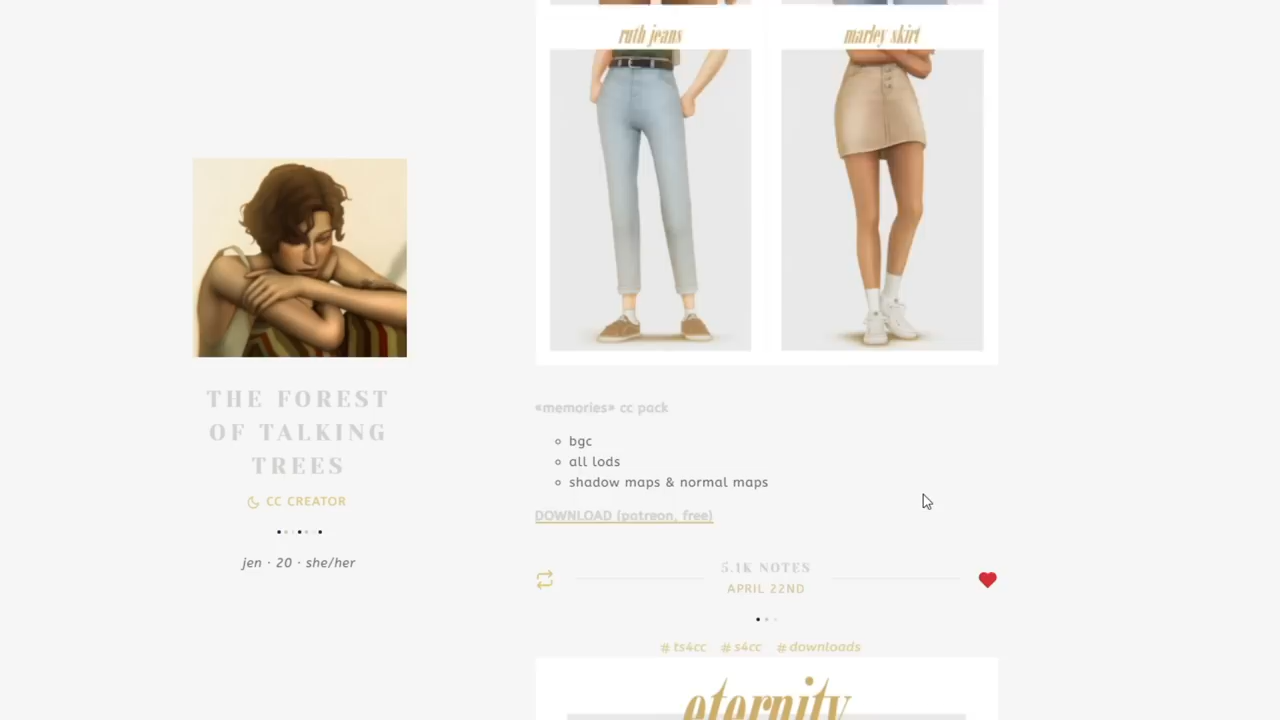 ruth jeans
marley skirt
THE FOREST
OF TALKING
TREES
CC CREATOR
jen · 20 · she/her
«memories» cc pack
bgc
all lods
shadow maps & normal maps
DOWNLOAD (patreon, free)
5.1K NOTES
APRIL 22ND
# ts4cc # s4cc # downloads
eternity